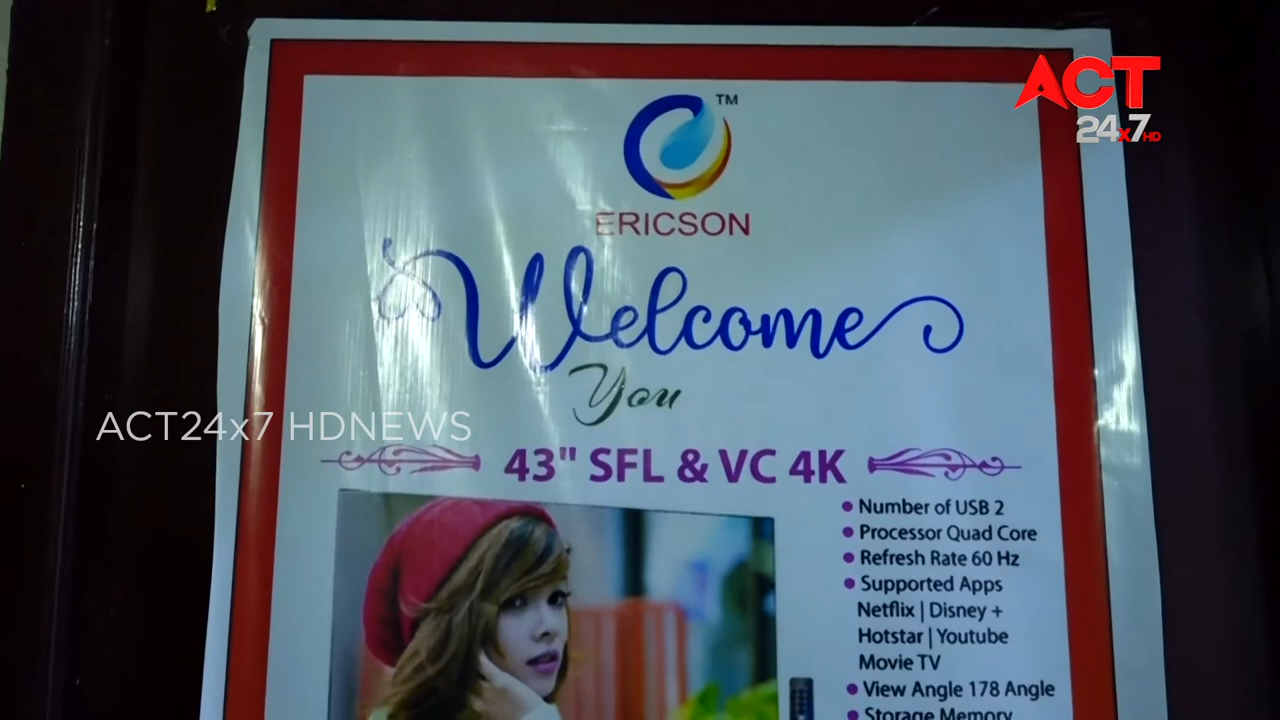 ACT
24x7 HD
TM
ERICSON
Welcome
You
ACT24x7 HDNEWS
43" SFL & VC 4K
Number of USB 2
Processor Quad Core
Refresh Rate 60 Hz
Supported Apps
Netflix | Disney +
Hotstar | Youtube
Movie TV
View Angle 178 Angle
Storage Memory